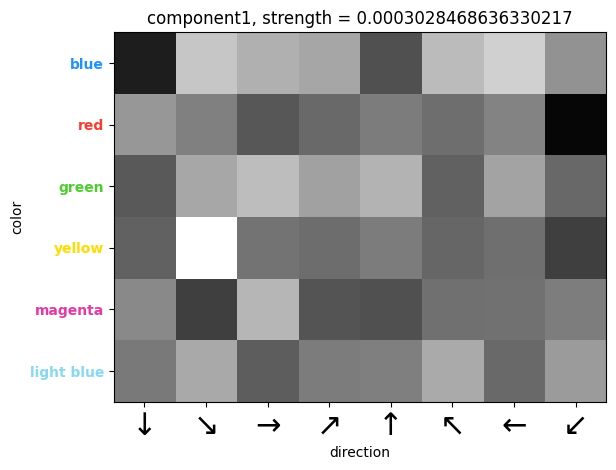 component1, strength = 0.0003028468636330217
blue
red
green
yellow
magenta
light blue
color
↓ ↘ → ↗ ↑ ↖ ← ↙
direction